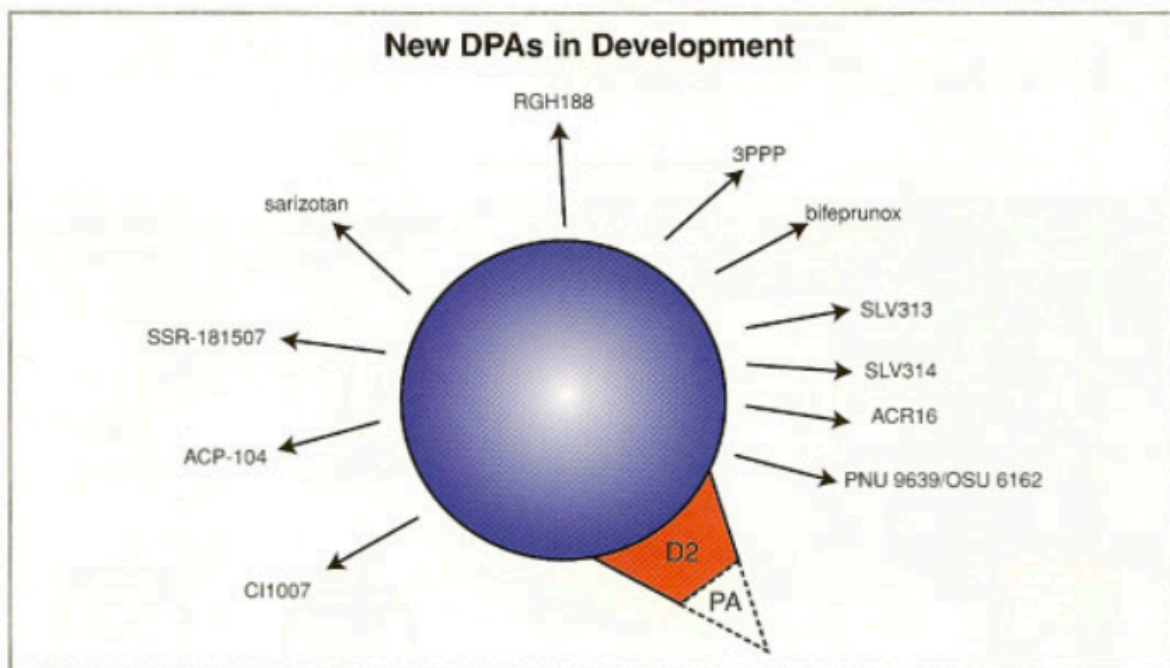 New DPAs in Development
RGH188
3PPP
sarizotan
bifeprunox
SLV313
SSR-181507
SLV314
ACR16
ACP-104
PNU 9639/OSU 6162
D2
CI1007
PA